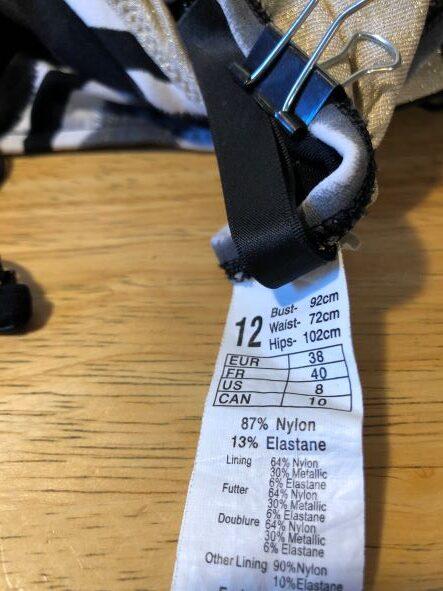 12
Bust- 92cm
Waist- 72cm
Hips- 102cm
EUR 38
FR 40
US 8
CAN 10
87% Nylon
13% Elastane
Lining 64% Nylon
30% Metallic
6% Elastane
Futter 64% Nylon
30% Metallic
6% Elastane
Doublure 64% Nylon
30% Metallic
6% Elastane
Other Lining 90%Nylon
10%Elastane